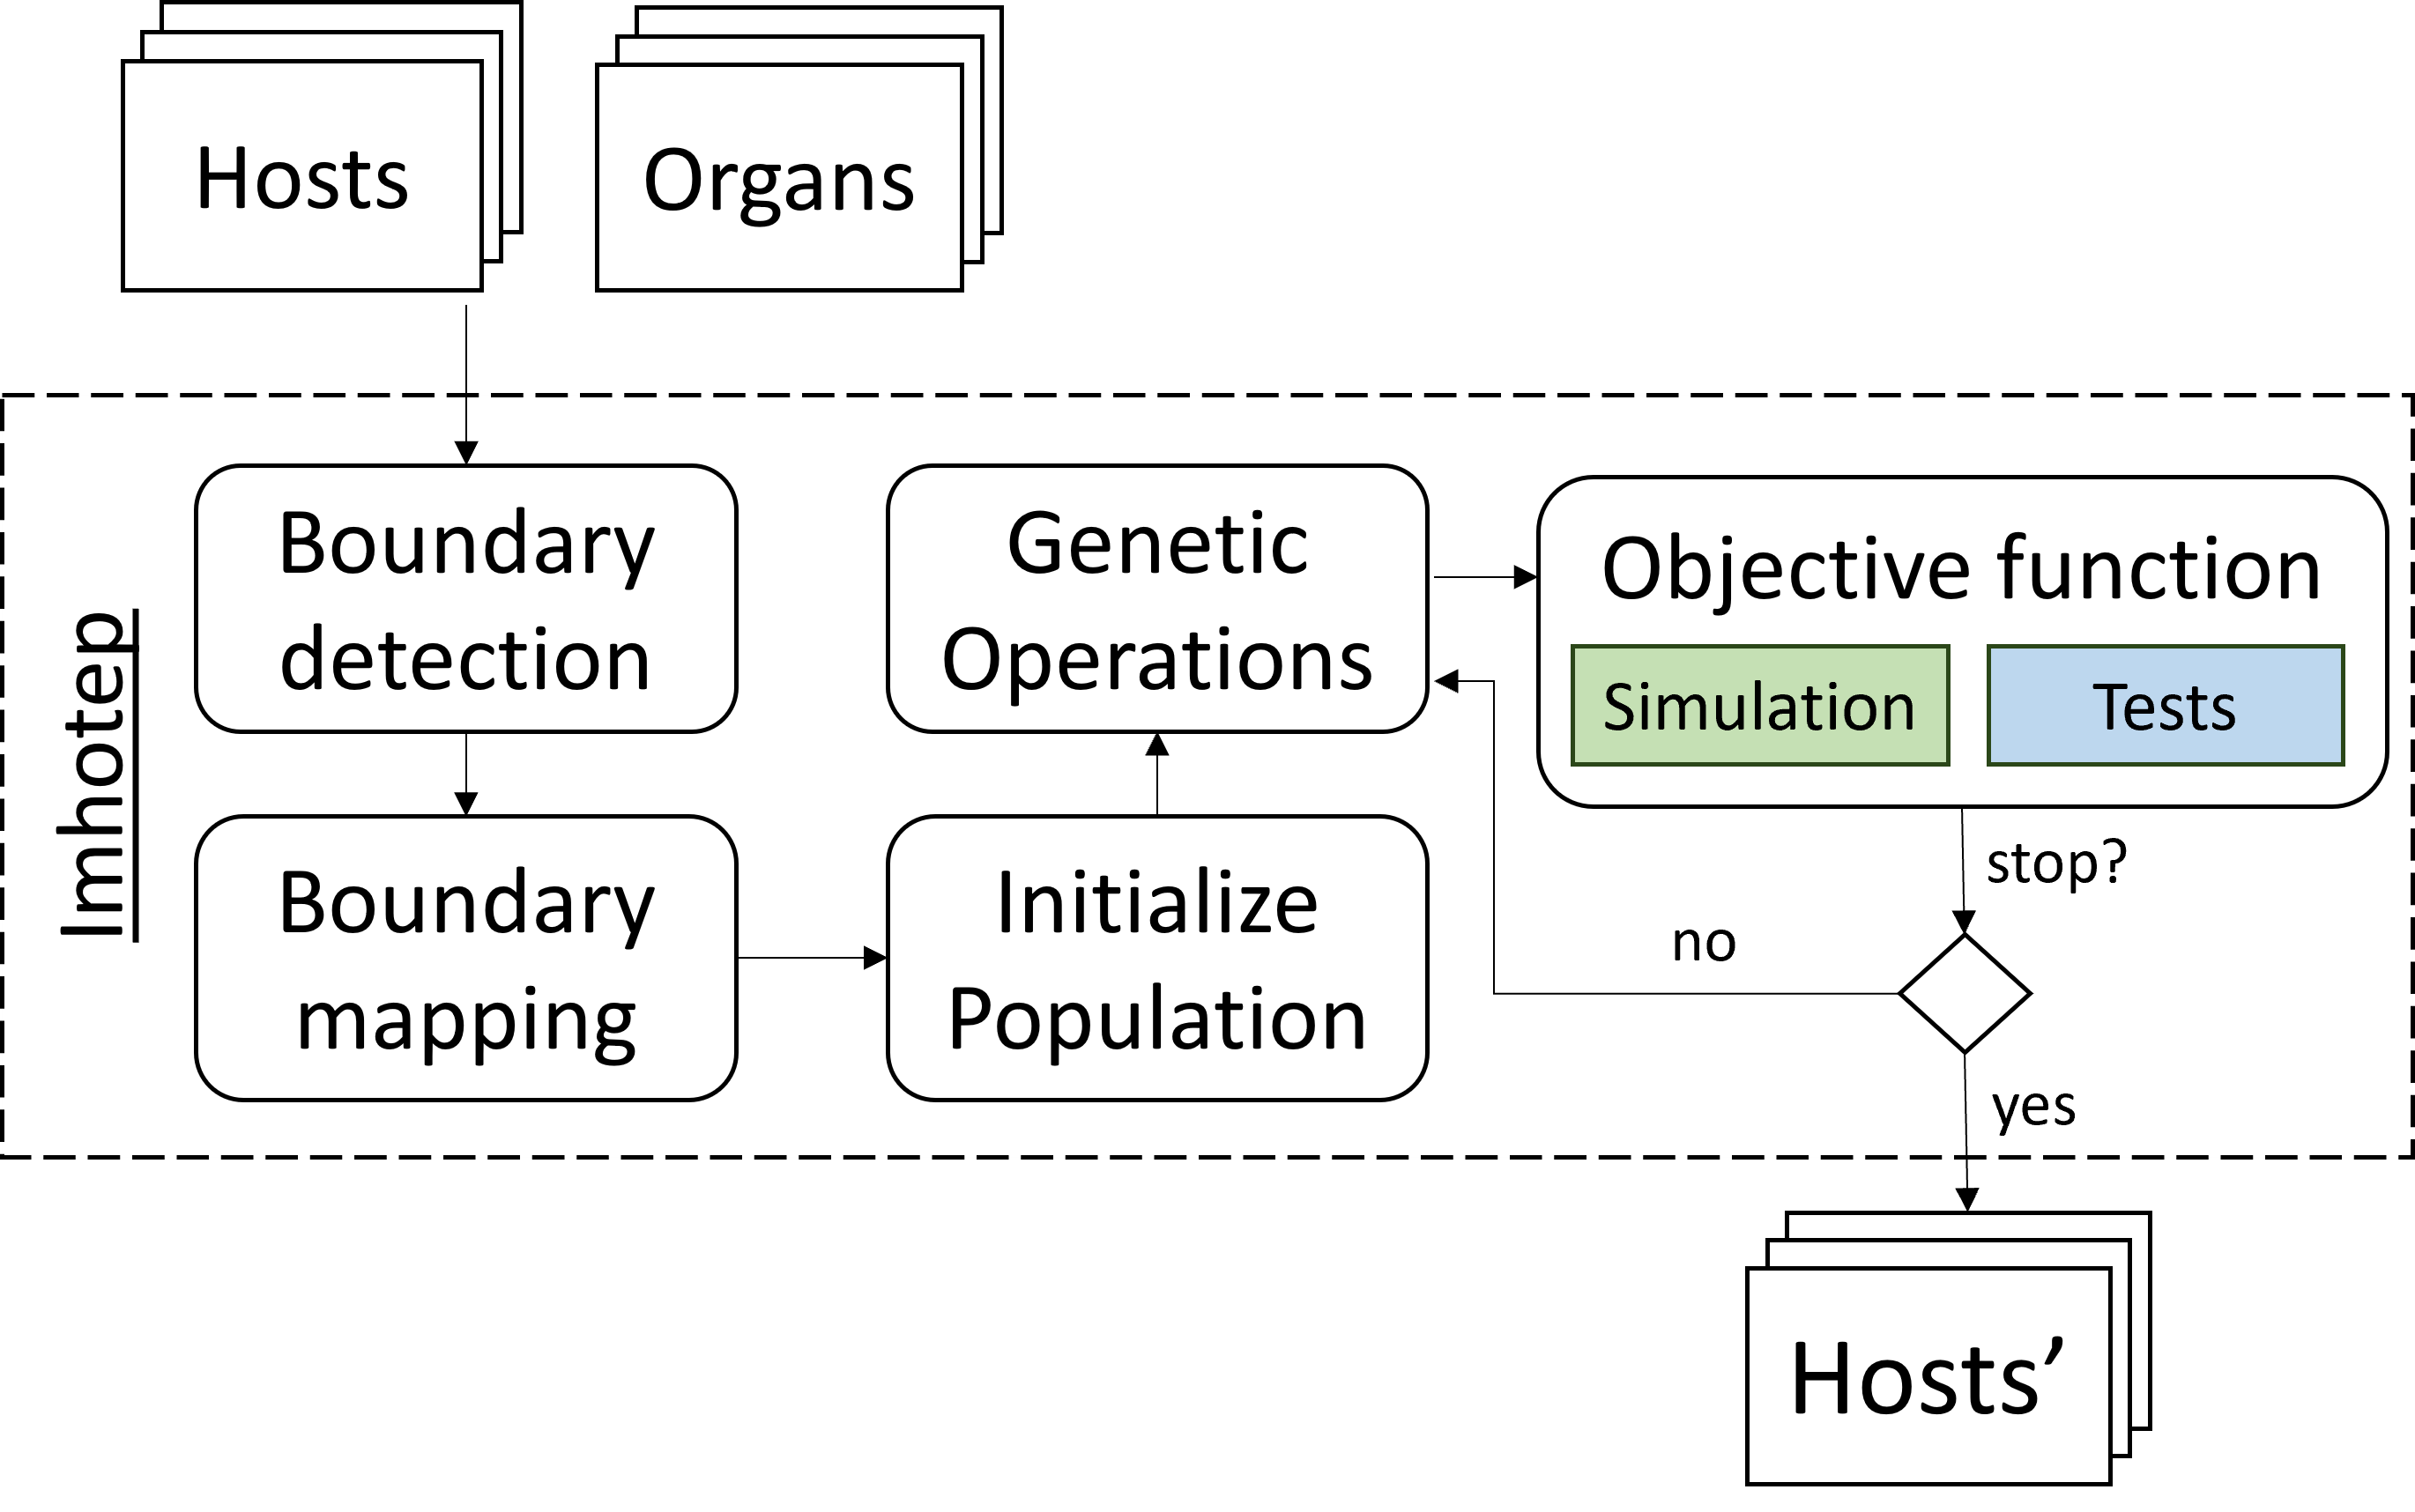 Hosts
Organs
Imhotep
Boundary
detection
Boundary
mapping
Initialize
Population
Genetic
Operations
Objective function
Simulation
Tests
stop?
no
yes
Hosts’